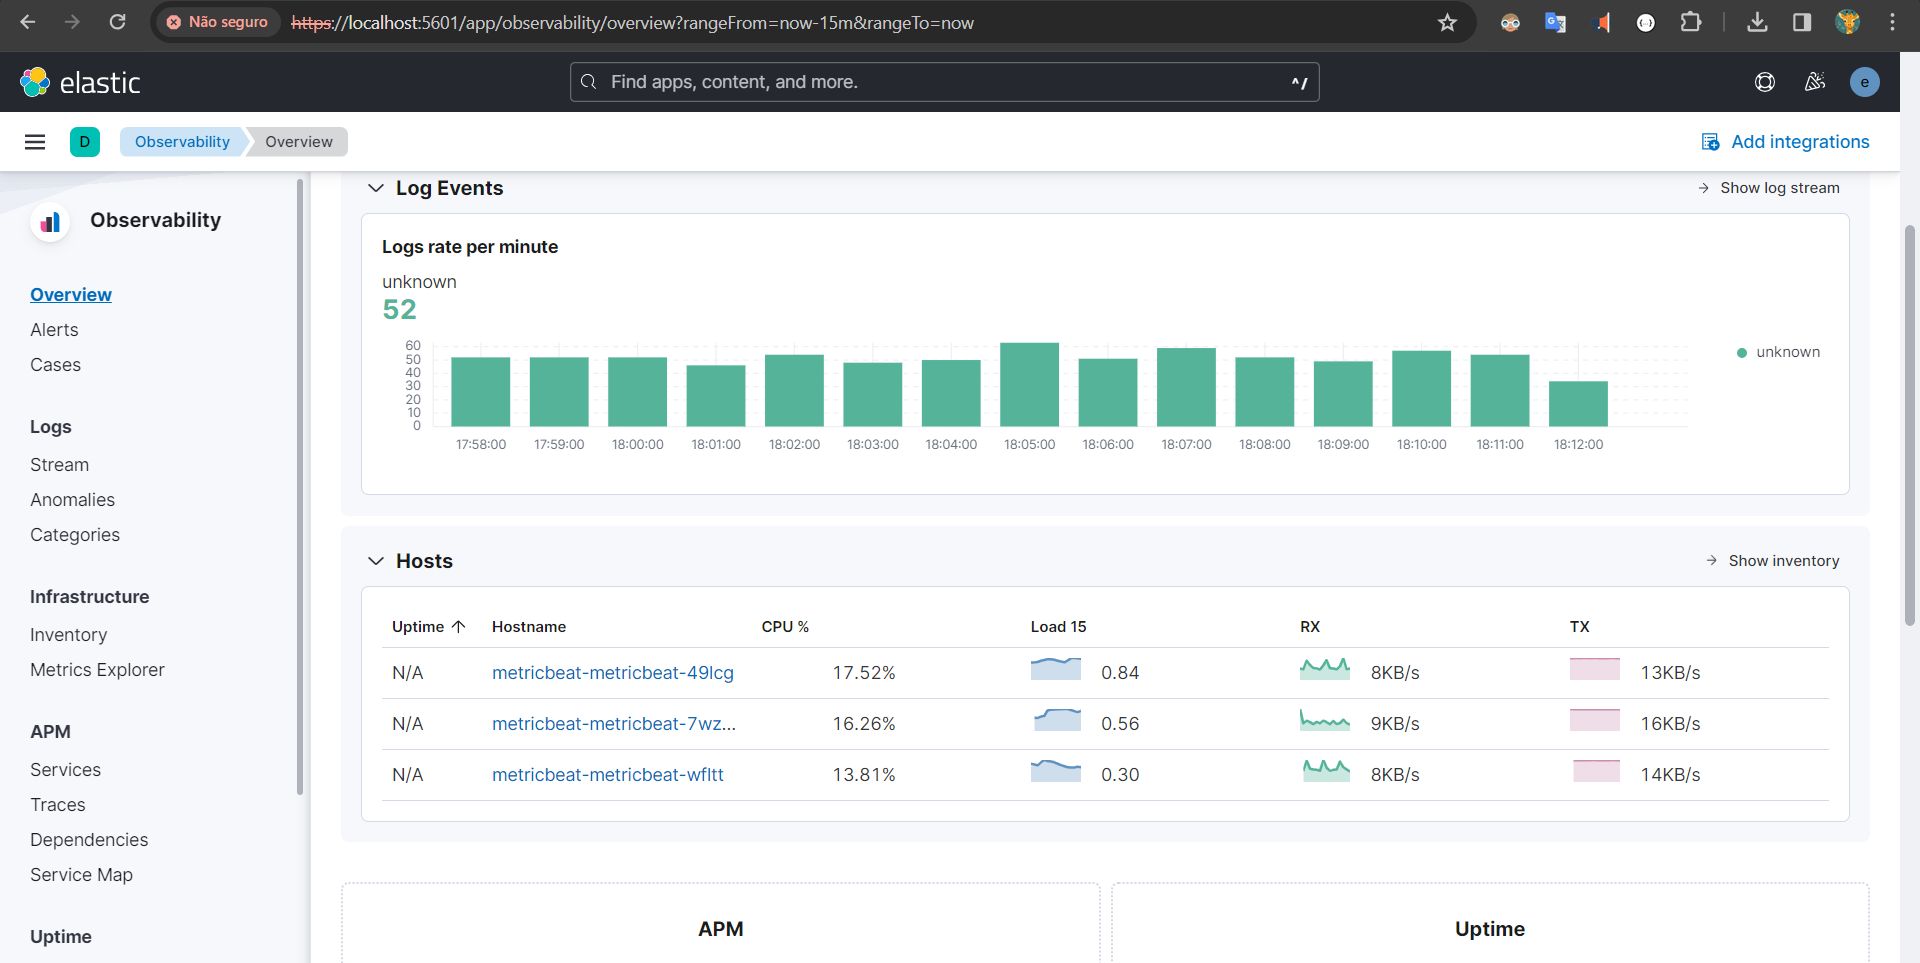 Não seguro https://localhost:5601/app/observability/overview?rangeFrom=now-15m&rangeTo=now
elastic
Find apps, content, and more.
^/
e
D
Observability
Overview
Add integrations
Observability
Overview
Alerts
Cases
Logs
Stream
Anomalies
Categories
Infrastructure
Inventory
Metrics Explorer
APM
Services
Traces
Dependencies
Service Map
Uptime
Log Events
Show log stream
Logs rate per minute
unknown
52
60
50
40
30
20
10
0
17:58:00 17:59:00 18:00:00 18:01:00 18:02:00 18:03:00 18:04:00 18:05:00 18:06:00 18:07:00 18:08:00 18:09:00 18:10:00 18:11:00 18:12:00
unknown
Hosts
Show inventory
Uptime Hostname CPU % Load 15 RX TX
N/A metricbeat-metricbeat-49lcg 17.52% 0.84 8KB/s 13KB/s
N/A metricbeat-metricbeat-7wz... 16.26% 0.56 9KB/s 16KB/s
N/A metricbeat-metricbeat-wfltt 13.81% 0.30 8KB/s 14KB/s
APM
Uptime